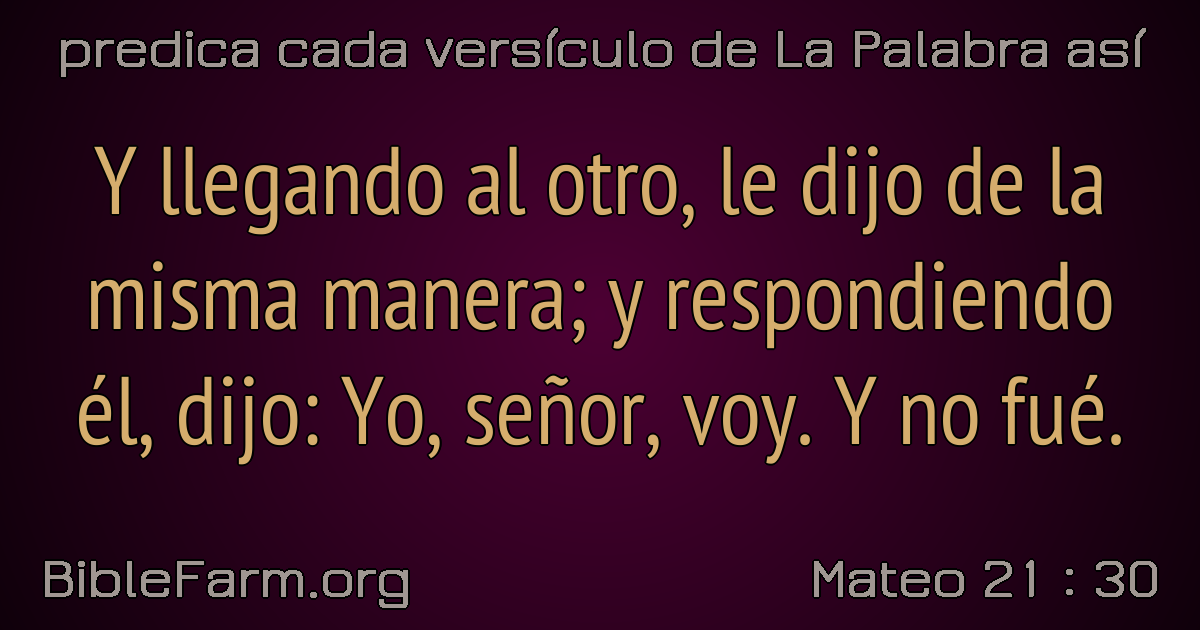 predica cada versículo de La Palabra así
Y llegando al otro, le dijo de la
misma manera; y respondiendo
él, dijo: Yo, señor, voy. Y no fué.
BibleFarm.org
Mateo 21 : 30